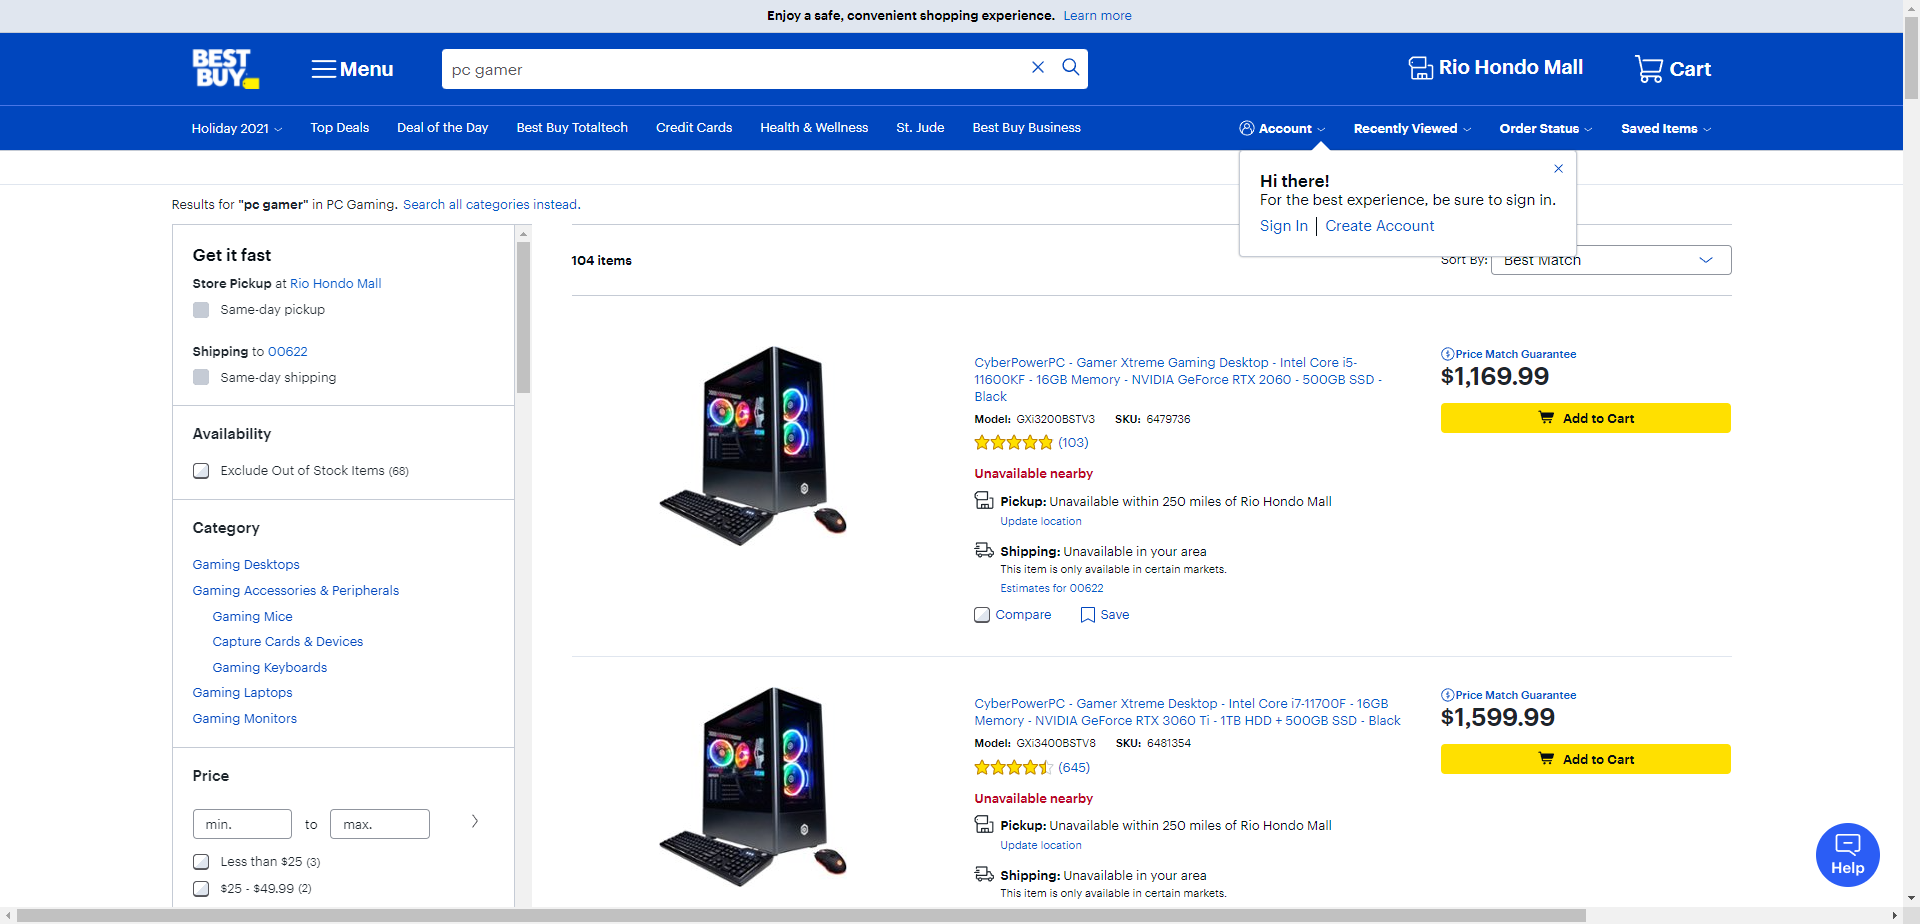 Enjoy a safe, convenient shopping experience. Learn more
BEST BUY
Menu
pc gamer
Rio Hondo Mall
Cart
Holiday 2021
Top Deals
Deal of the Day
Best Buy Totaltech
Credit Cards
Health & Wellness
St. Jude
Best Buy Business
Account
Recently Viewed
Order Status
Saved Items
Hi there!
For the best experience, be sure to sign in.
Sign In | Create Account
Results for "pc gamer" in PC Gaming. Search all categories instead.
Get it fast
Store Pickup at Rio Hondo Mall
Same-day pickup
Shipping to 00622
Same-day shipping
Availability
Exclude Out of Stock Items (68)
Category
Gaming Desktops
Gaming Accessories & Peripherals
Gaming Mice
Capture Cards & Devices
Gaming Keyboards
Gaming Laptops
Gaming Monitors
Price
min. to max.
Less than $25 (3)
$25 - $49.99 (2)
104 items
Sort By: Best Match
CyberPowerPC - Gamer Xtreme Gaming Desktop - Intel Core i5-
11600KF - 16GB Memory - NVIDIA GeForce RTX 2060 - 500GB SSD -
Black
Model: GXi3200BSTV3 SKU: 6479736
(103)
Unavailable nearby
Pickup: Unavailable within 250 miles of Rio Hondo Mall
Update location
Shipping: Unavailable in your area
This item is only available in certain markets.
Estimates for 00622
Compare
Save
Price Match Guarantee
$1,169.99
Add to Cart
CyberPowerPC - Gamer Xtreme Desktop - Intel Core i7-11700F - 16GB
Memory - NVIDIA GeForce RTX 3060 Ti - 1TB HDD + 500GB SSD - Black
Model: GXi3400BSTV8 SKU: 6481354
(645)
Unavailable nearby
Pickup: Unavailable within 250 miles of Rio Hondo Mall
Update location
Shipping: Unavailable in your area
This item is only available in certain markets.
Price Match Guarantee
$1,599.99
Add to Cart
Help